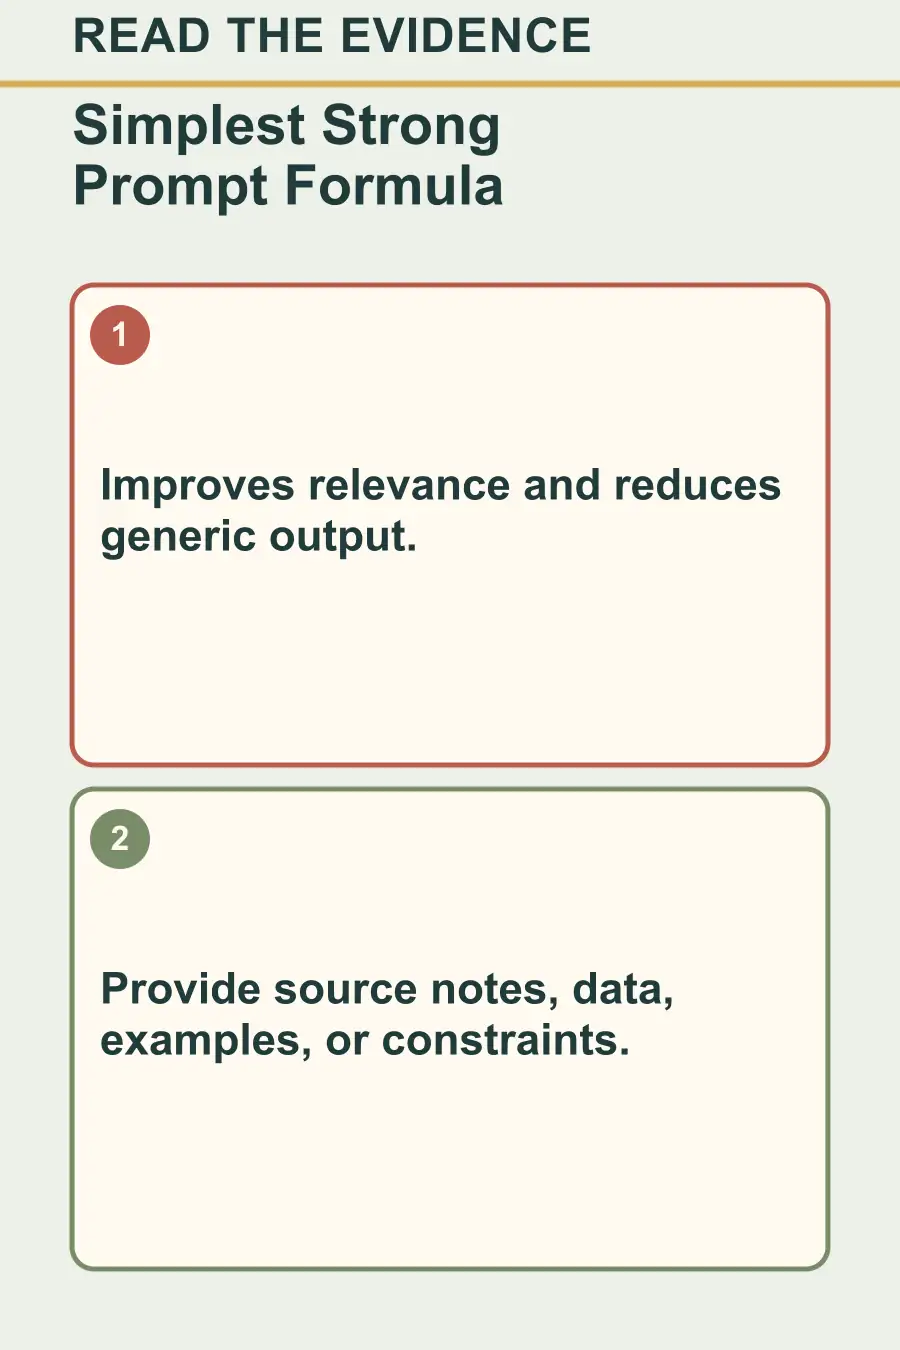 READ THE EVIDENCE
Simplest Strong
Prompt Formula
1
Improves relevance and reduces
generic output.
2
Provide source notes, data,
examples, or constraints.